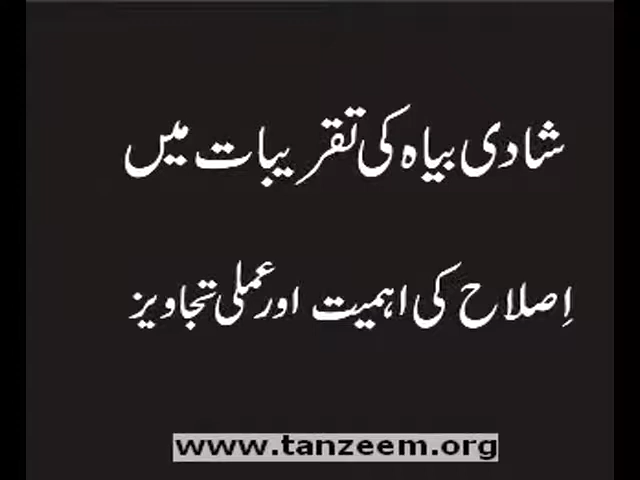 شادی بیاہ کی تقریبات میں
اِصلاح کی اہمیت اور عملی تجاویز
www.tanzeem.org